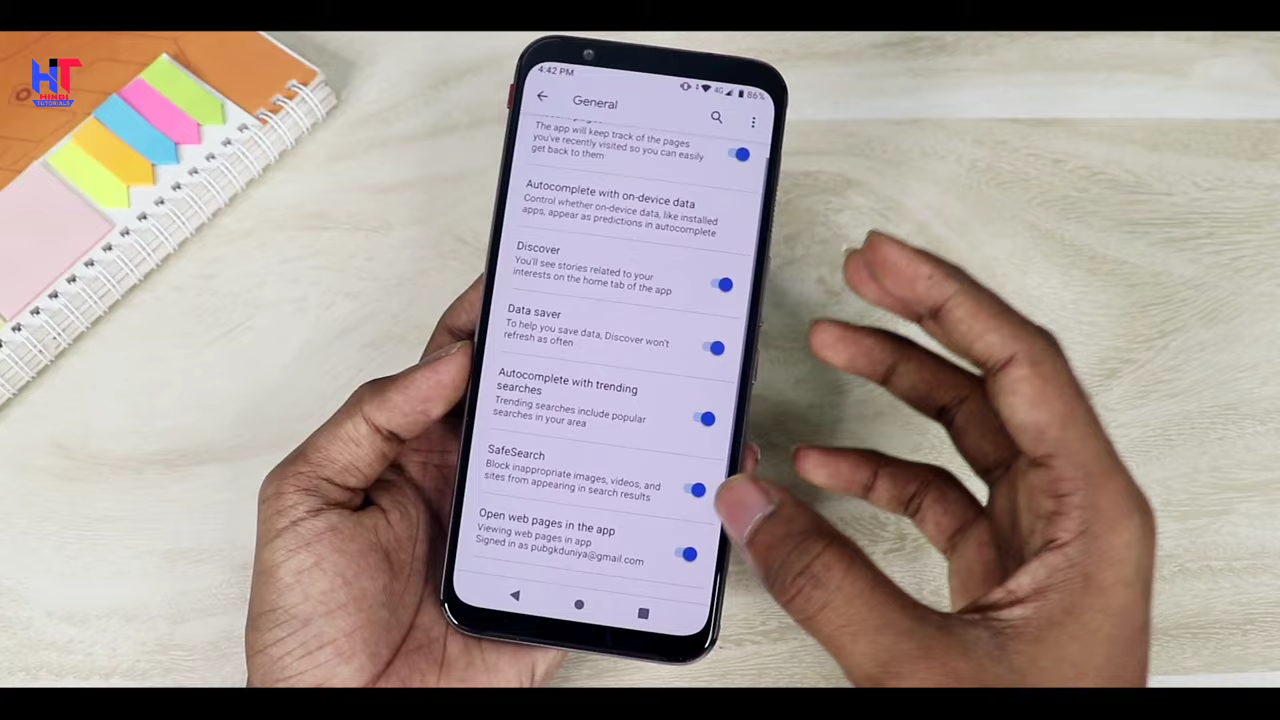 HT
HINDI
TUTORIALS
4:42 PM
4G
86%
General
The app will keep track of the pages
you've recently visited so you can easily
get back to them
Autocomplete with on-device data
Control whether on-device data, like installed
apps, appear as predictions in autocomplete
Discover
You'll see stories related to your
interests on the home tab of the app
Data saver
To help you save data, Discover won't
refresh as often
Autocomplete with trending
searches
Trending searches include popular
searches in your area
SafeSearch
Block inappropriate images, videos, and
sites from appearing in search results
Open web pages in the app
Viewing web pages in app
Signed in as pubgkduniya@gmail.com